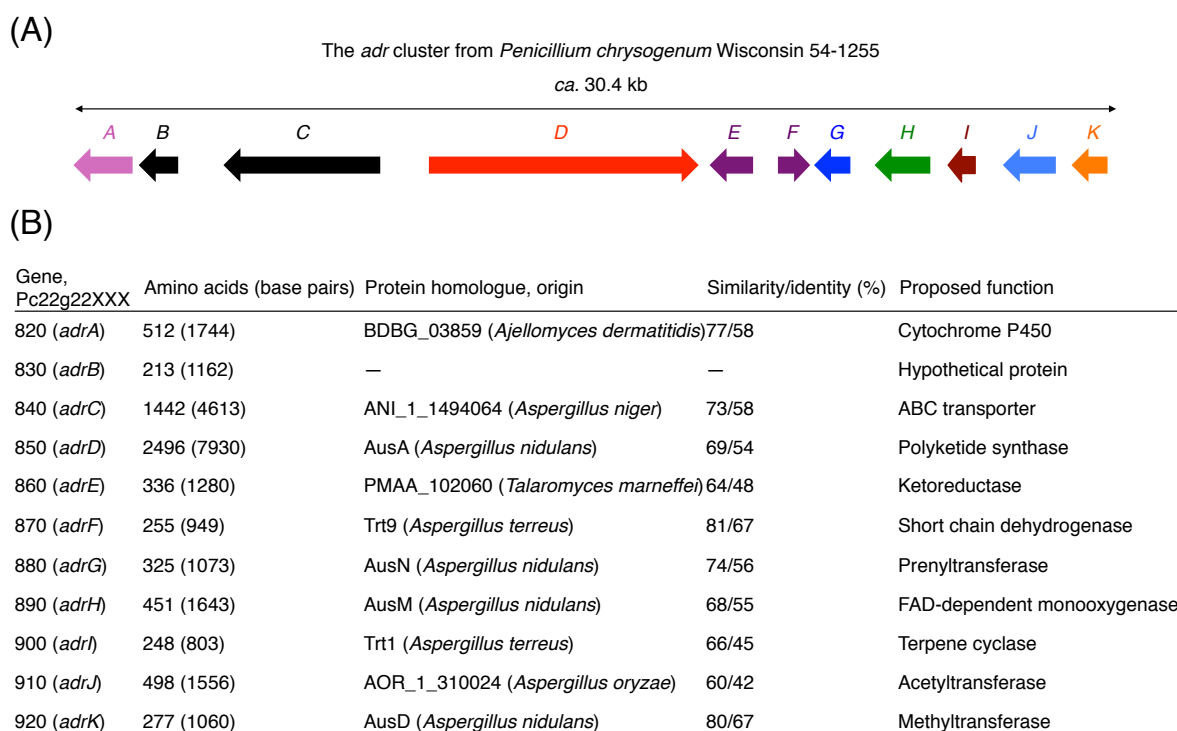 (A)
The adr cluster from Penicillium chrysogenum Wisconsin 54-1255
ca. 30.4 kb
A B C D E F G H I J K
(B)
Gene, Pc22g22XXX Amino acids (base pairs) Protein homologue, origin Similarity/identity (%) Proposed function
820 (adrA) 512 (1744) BDBG_03859 (Ajellomyces dermatitidis) 77/58 Cytochrome P450
830 (adrB) 213 (1162) — — Hypothetical protein
840 (adrC) 1442 (4613) ANI_1_1494064 (Aspergillus niger) 73/58 ABC transporter
850 (adrD) 2496 (7930) AusA (Aspergillus nidulans) 69/54 Polyketide synthase
860 (adrE) 336 (1280) PMAA_102060 (Talaromyces marneffei) 64/48 Ketoreductase
870 (adrF) 255 (949) Trt9 (Aspergillus terreus) 81/67 Short chain dehydrogenase
880 (adrG) 325 (1073) AusN (Aspergillus nidulans) 74/56 Prenyltransferase
890 (adrH) 451 (1643) AusM (Aspergillus nidulans) 68/55 FAD-dependent monooxygenase
900 (adrI) 248 (803) Trt1 (Aspergillus terreus) 66/45 Terpene cyclase
910 (adrJ) 498 (1556) AOR_1_310024 (Aspergillus oryzae) 60/42 Acetyltransferase
920 (adrK) 277 (1060) AusD (Aspergillus nidulans) 80/67 Methyltransferase